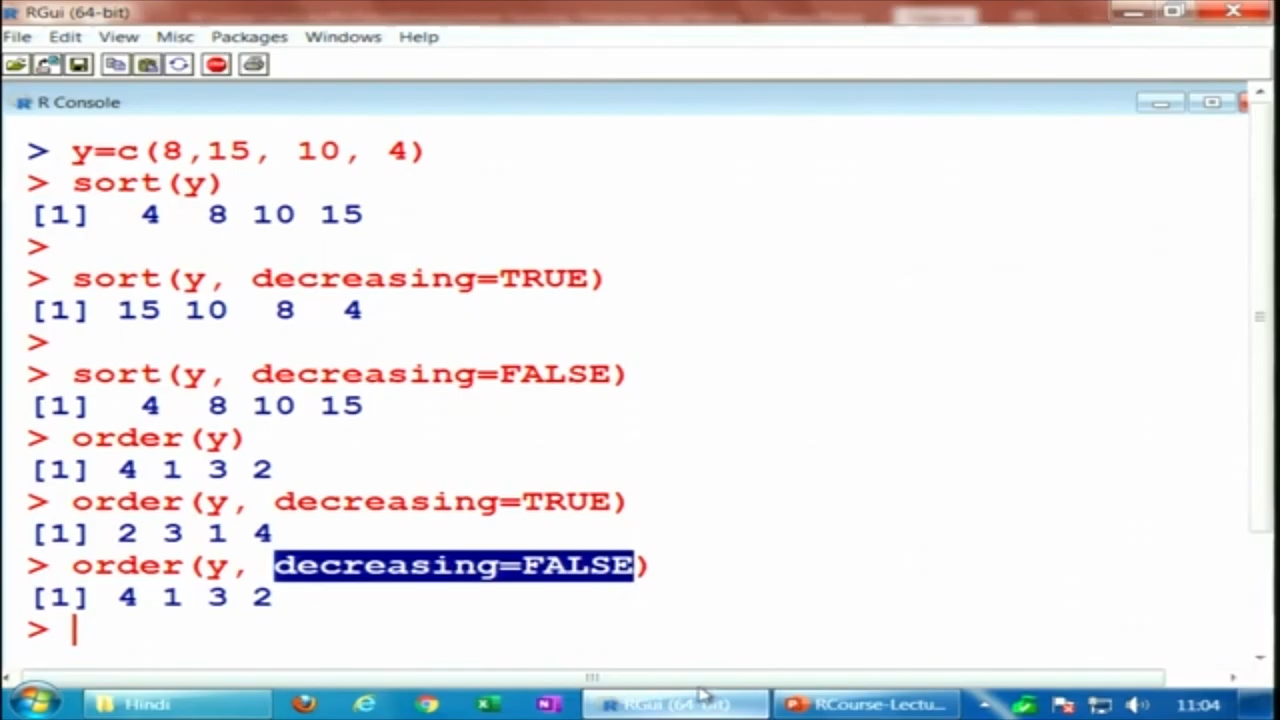 RGui (64-bit)
File Edit View Misc Packages Windows Help
R Console
> y=c(8,15, 10, 4)
> sort(y)
[1]  4  8 10 15
>
> sort(y, decreasing=TRUE)
[1] 15 10  8  4
>
> sort(y, decreasing=FALSE)
[1]  4  8 10 15
> order(y)
[1] 4 1 3 2
> order(y, decreasing=TRUE)
[1] 2 3 1 4
> order(y, decreasing=FALSE)
[1] 4 1 3 2
>
Hindi RGui (64-bit) RCourse-Lectu... 11:04